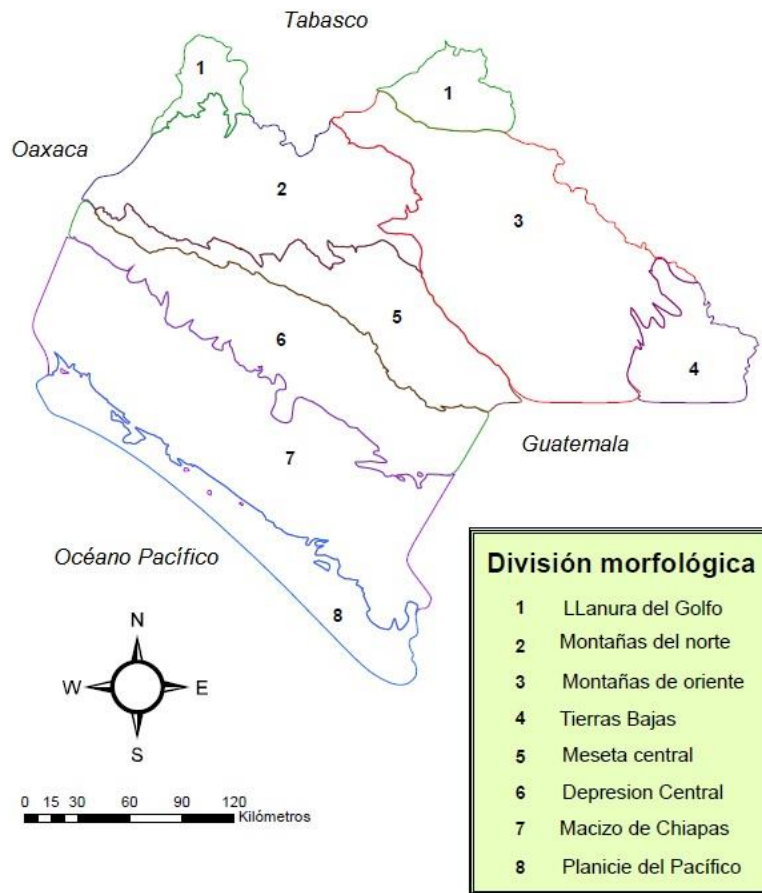 Tabasco
1
1
Oaxaca
2
3
5
6
4
Guatemala
7
Océano Pacífico
8
N
W E
S
0 15 30 60 90 120
Kilómetros
División morfológica
1 LLanura del Golfo
2 Montañas del norte
3 Montañas de oriente
4 Tierras Bajas
5 Meseta central
6 Depresion Central
7 Macizo de Chiapas
8 Planicie del Pacífico